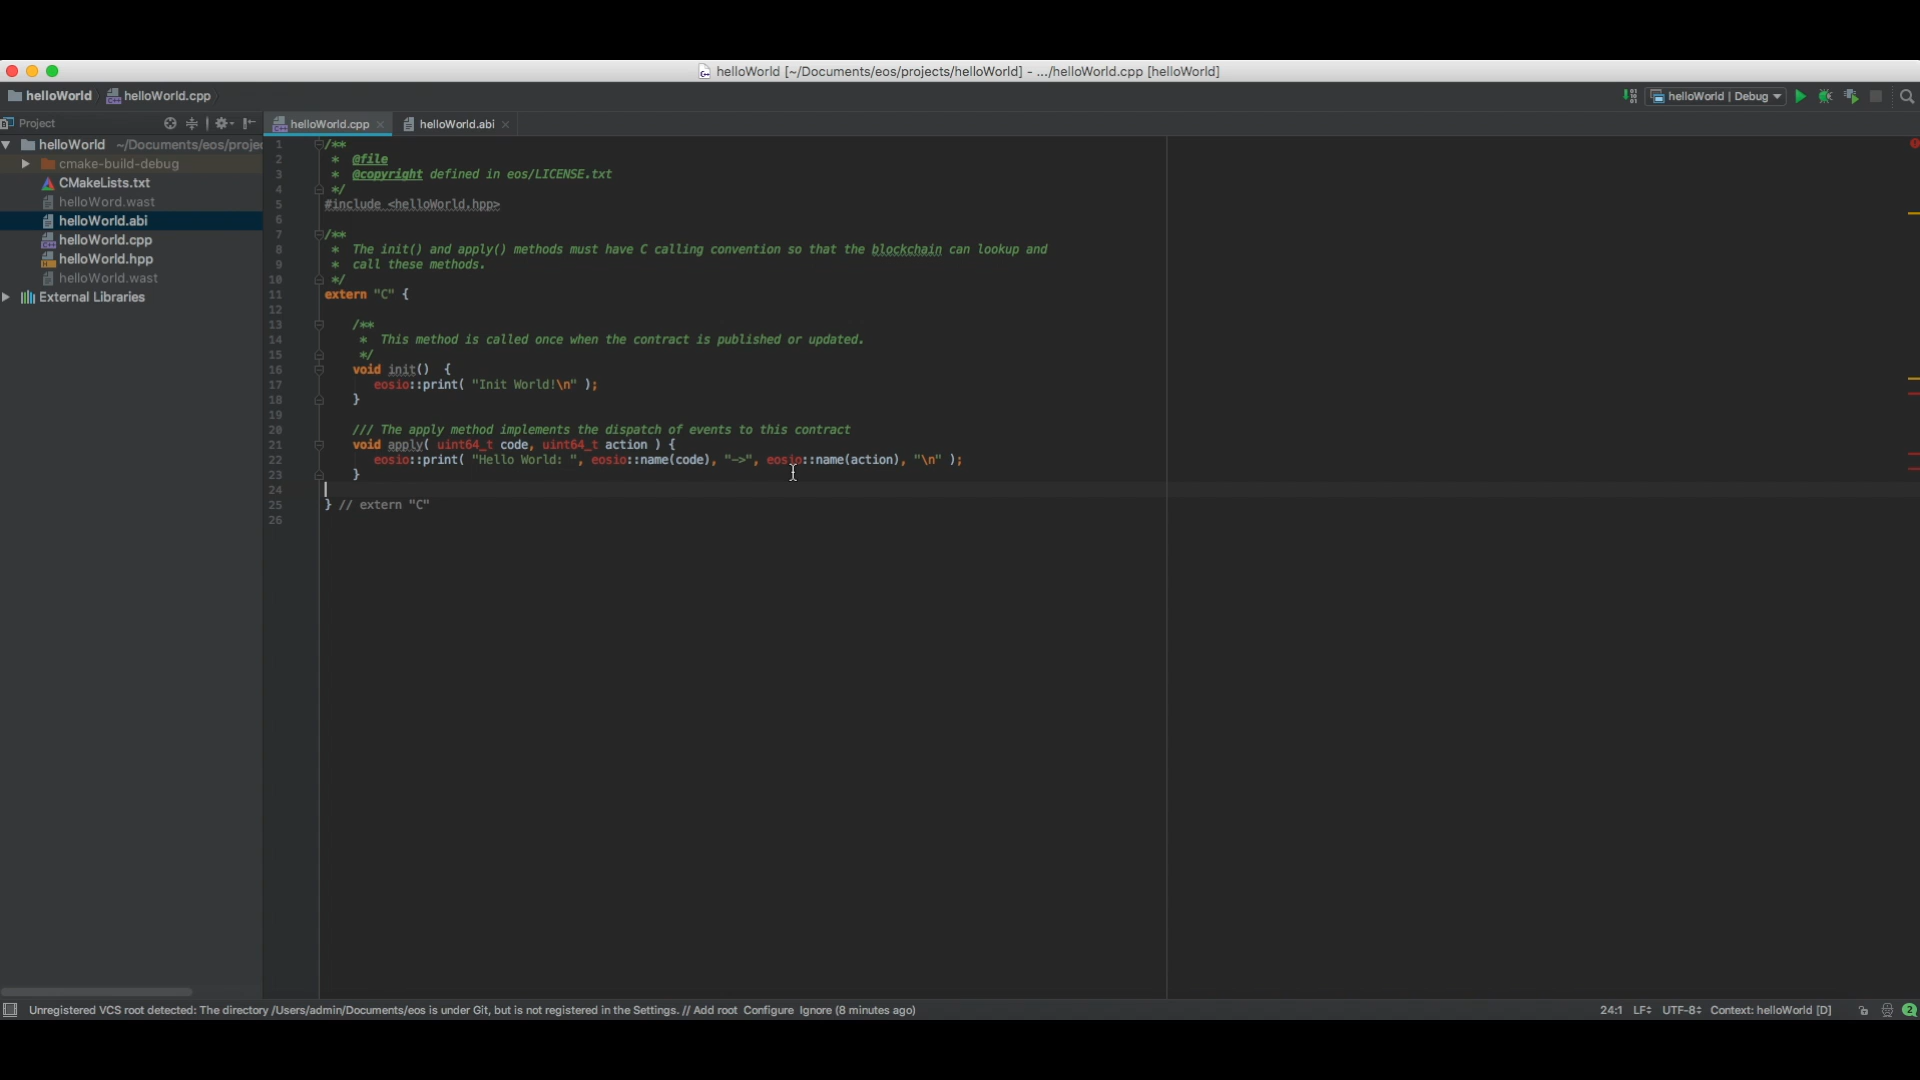 helloWorld [~/Documents/eos/projects/helloWorld] - .../helloWorld.cpp [helloWorld]
helloWorld helloWorld.cpp helloWorld | Debug
Project helloWorld.cpp helloWorld.abi
helloWorld ~/Documents/eos/projec
cmake-build-debug
CMakeLists.txt
helloWord.wast
helloWorld.abi
helloWorld.cpp
helloWorld.hpp
helloWorld.wast
External Libraries
1 /**
2 * @file
3 * @copyright defined in eos/LICENSE.txt
4 */
5 #include <helloWorld.hpp>
6
7 /**
8 * The init() and apply() methods must have C calling convention so that the blockchain can lookup and
9 * call these methods.
10 */
11 extern "C" {
12
13 /**
14 * This method is called once when the contract is published or updated.
15 */
16 void init() {
17 eosio::print( "Init World!\n" );
18 }
19
20 /// The apply method implements the dispatch of events to this contract
21 void apply( uint64_t code, uint64_t action ) {
22 eosio::print( "Hello World: ", eosio::name(code), "->", eosio::name(action), "\n" );
23 }
24
25 } // extern "C"
26
Unregistered VCS root detected: The directory /Users/admin/Documents/eos is under Git, but is not registered in the Settings. // Add root Configure Ignore (8 minutes ago) 24:1 LF UTF-8 Context: helloWorld [D] 2